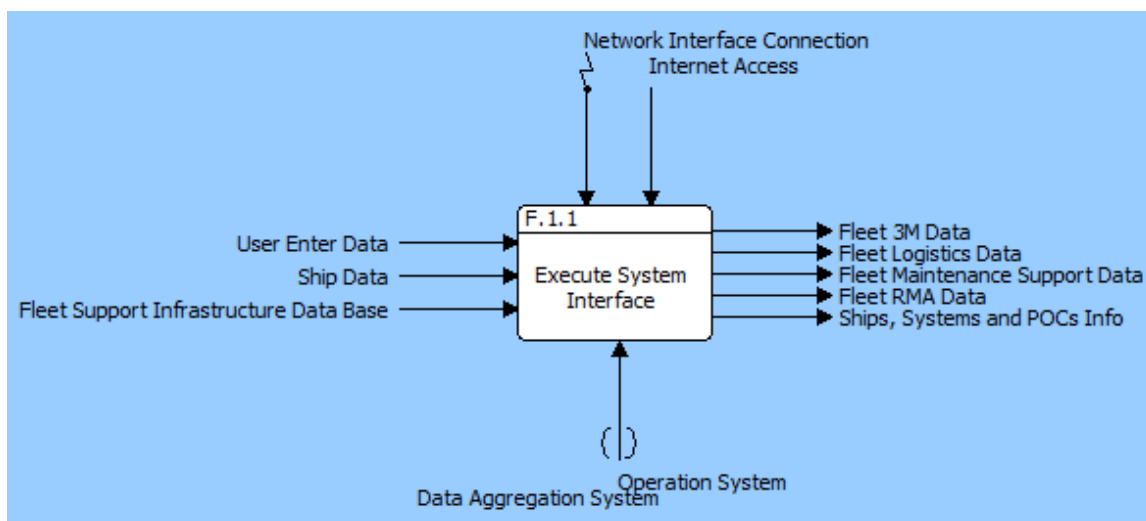 Network Interface Connection
Internet Access
F.1.1
Execute System
Interface
User Enter Data
Ship Data
Fleet Support Infrastructure Data Base
Fleet 3M Data
Fleet Logistics Data
Fleet Maintenance Support Data
Fleet RMA Data
Ships, Systems and POCs Info
Operation System
Data Aggregation System